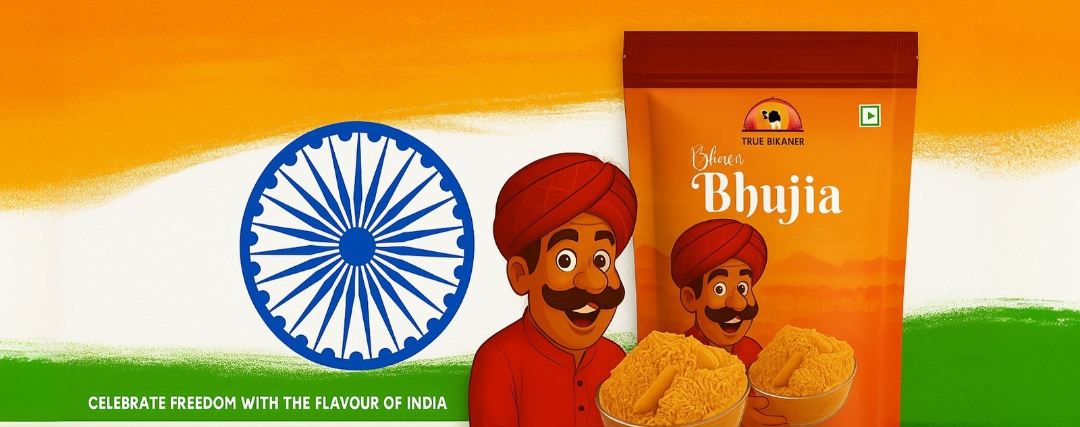 TRUE BIKANER
Bhujia
CELEBRATE FREEDOM WITH THE FLAVOUR OF INDIA